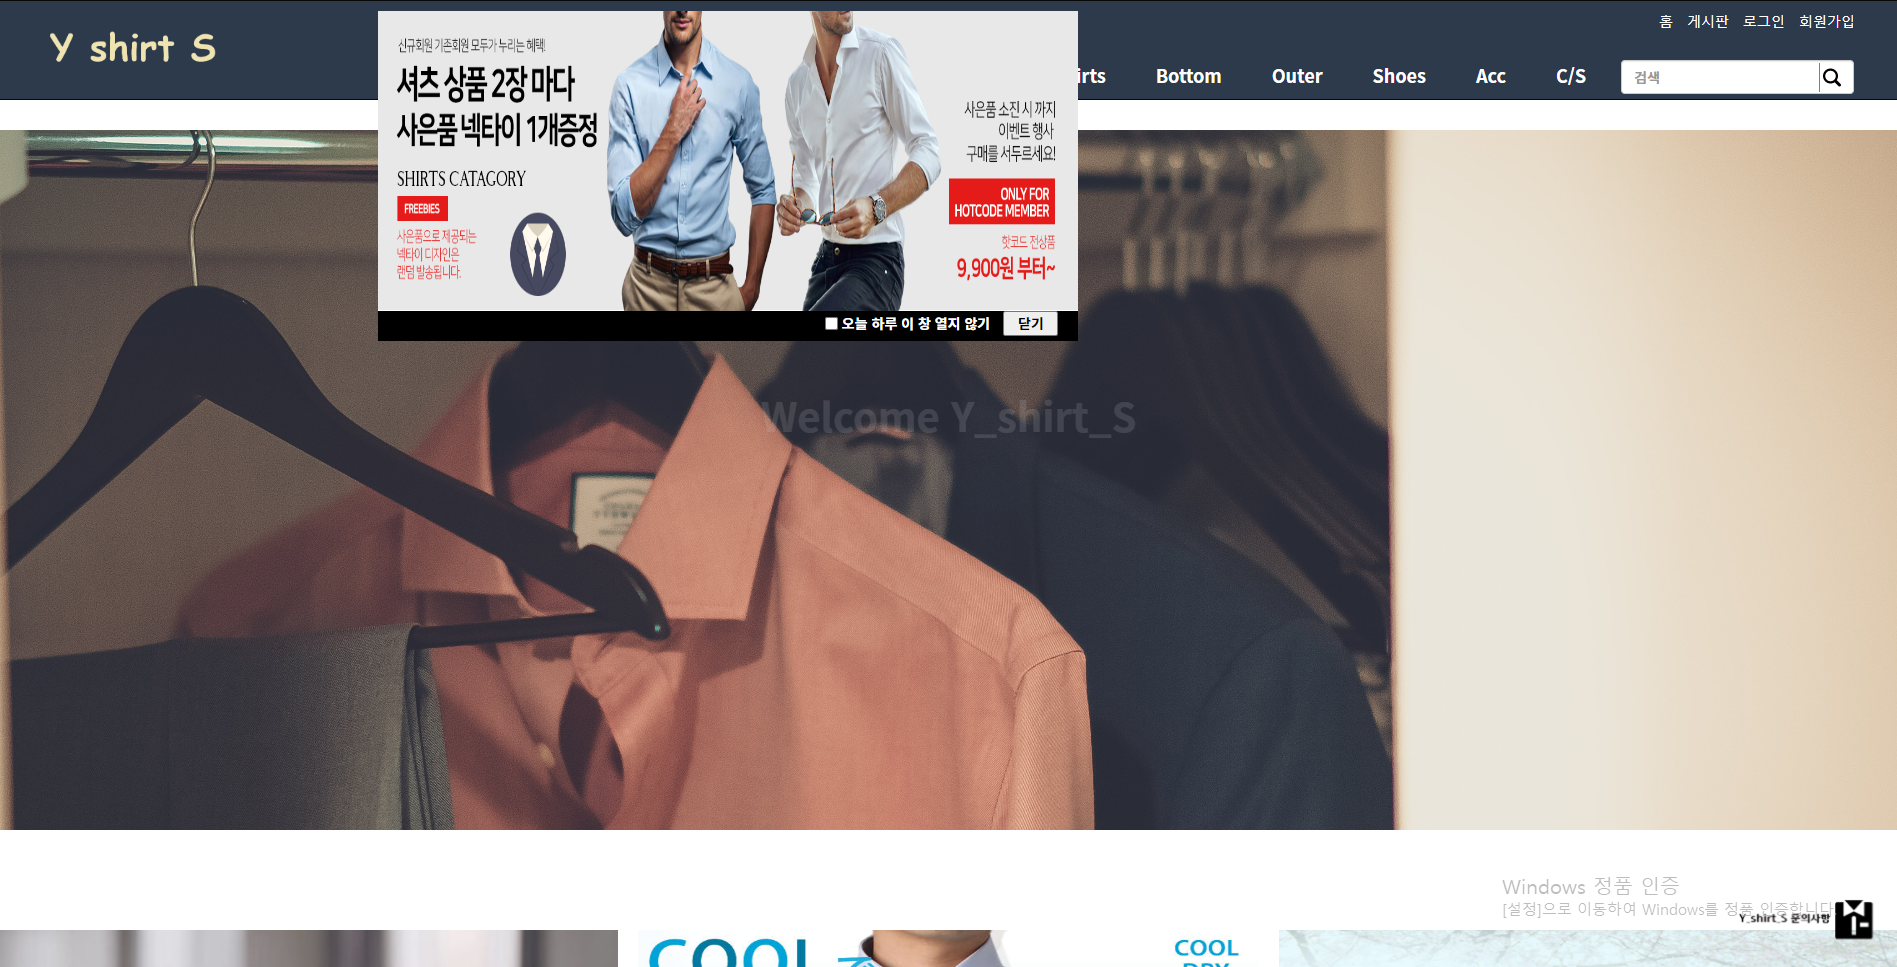 Y shirt S
홈 게시판 로그인 회원가입
irts Bottom Outer Shoes Acc C/S
검색
신규회원 기존회원 모두가 누리는 혜택!
셔츠 상품 2장 마다
사은품 넥타이 1개증정
SHIRTS CATAGORY
FREEBIES
사은품으로 제공되는
넥타이 디자인은
랜덤 발송됩니다.
사은품 소진 시 까지
이벤트 행사
구매를 서두르세요!
ONLY FOR
HOTCODE MEMBER
핫코드 전상품
9,900원 부터~
오늘 하루 이 창 열지 않기 닫기
Welcome Y_shirt_S
Windows 정품 인증
[설정]으로 이동하여 Windows를 정품 인증합니다
Y_shirt_S 문의사항
COOL
COOL
DRY